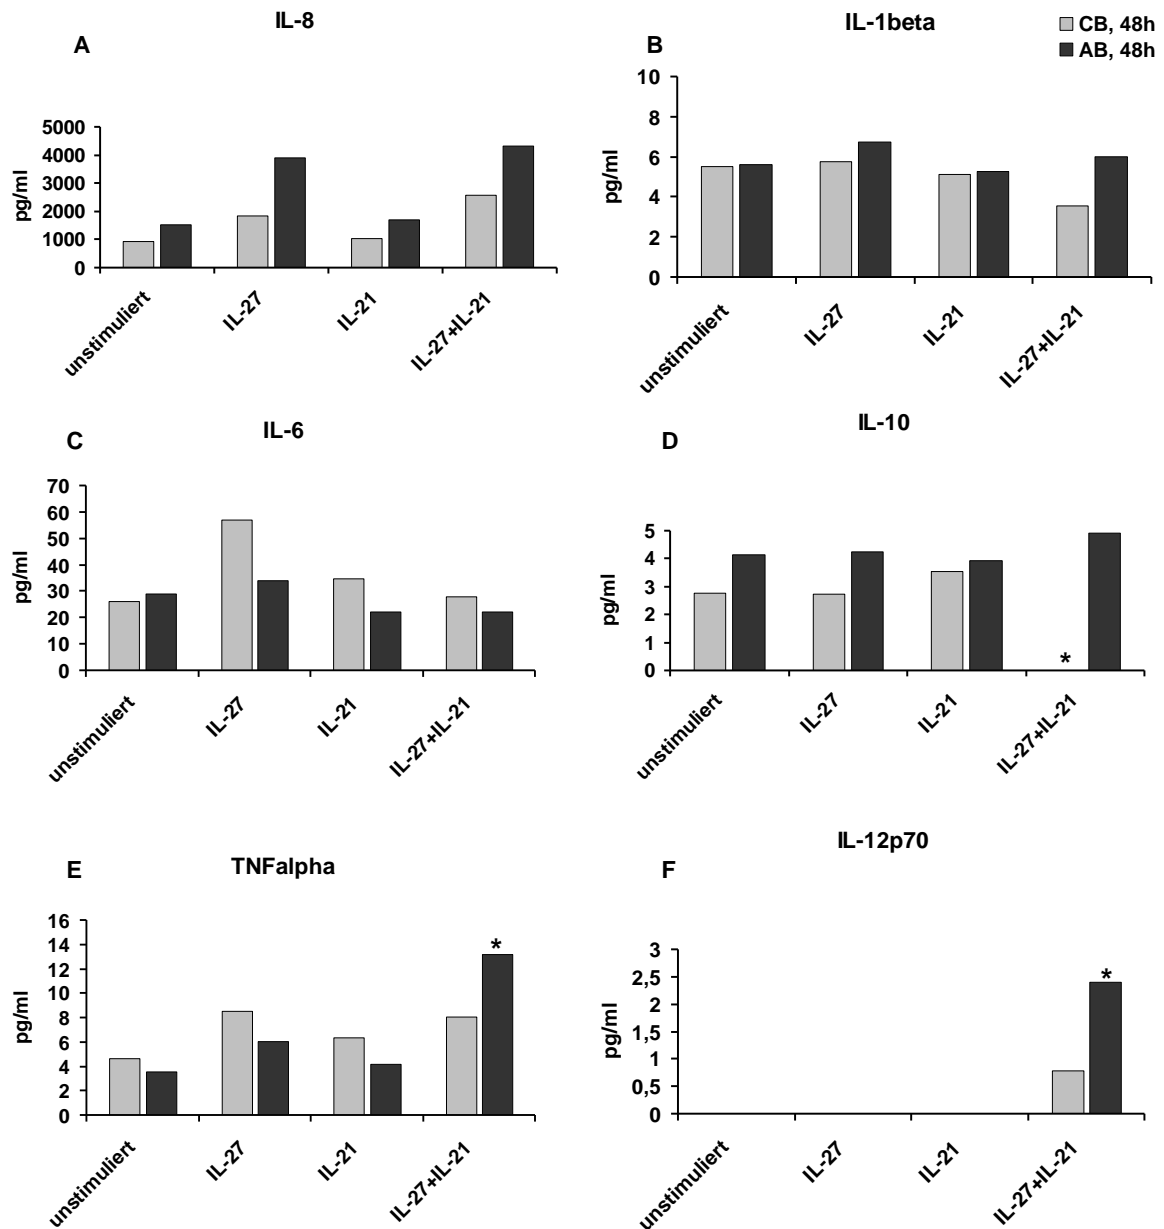 IL-8
A
pg/ml
5000
4000
3000
2000
1000
0
unstimuliert
IL-27
IL-21
IL-27+IL-21
IL-1beta
B
CB, 48h
AB, 48h
pg/ml
10
8
6
4
2
0
unstimuliert
IL-27
IL-21
IL-27+IL-21
IL-6
C
pg/ml
70
60
50
40
30
20
10
0
unstimuliert
IL-27
IL-21
IL-27+IL-21
IL-10
D
pg/ml
5
4
3
2
1
0
*
unstimuliert
IL-27
IL-21
IL-27+IL-21
TNFalpha
E
pg/ml
16
14
12
10
8
6
4
2
0
*
unstimuliert
IL-27
IL-21
IL-27+IL-21
IL-12p70
F
pg/ml
3
2,5
2
1,5
1
0,5
0
*
unstimuliert
IL-27
IL-21
IL-27+IL-21